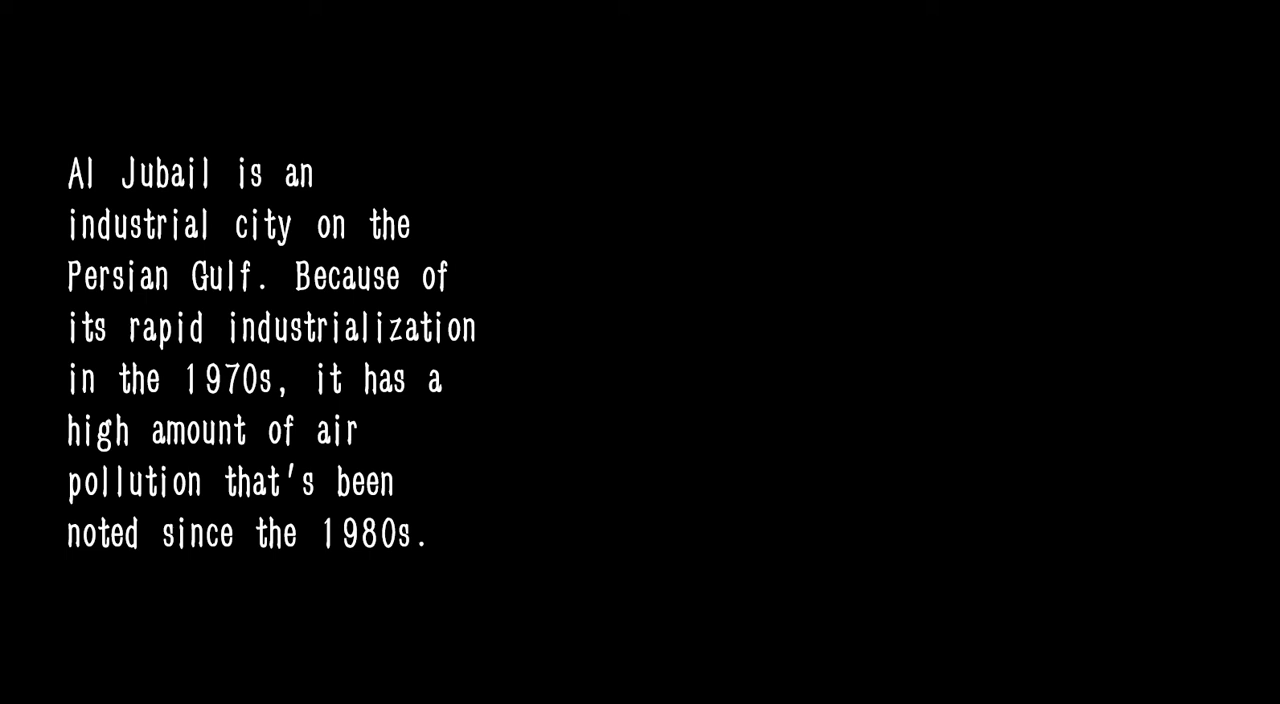 Al Jubail is an
industrial city on the
Persian Gulf. Because of
its rapid industrialization
in the 1970s, it has a
high amount of air
pollution that's been
noted since the 1980s.